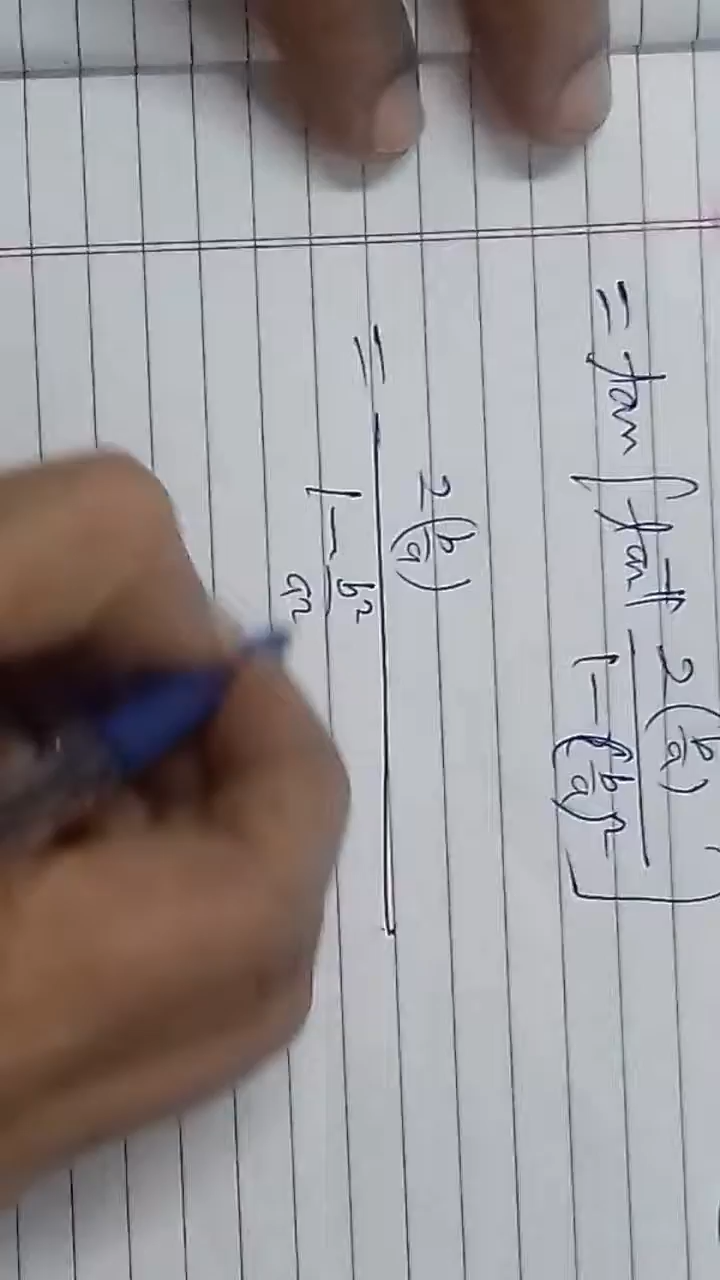 = tan [ tan⁻¹ 2(b/a) / 1 - (b/a)² ]
= 2(b/a) / 1 - b²/a²